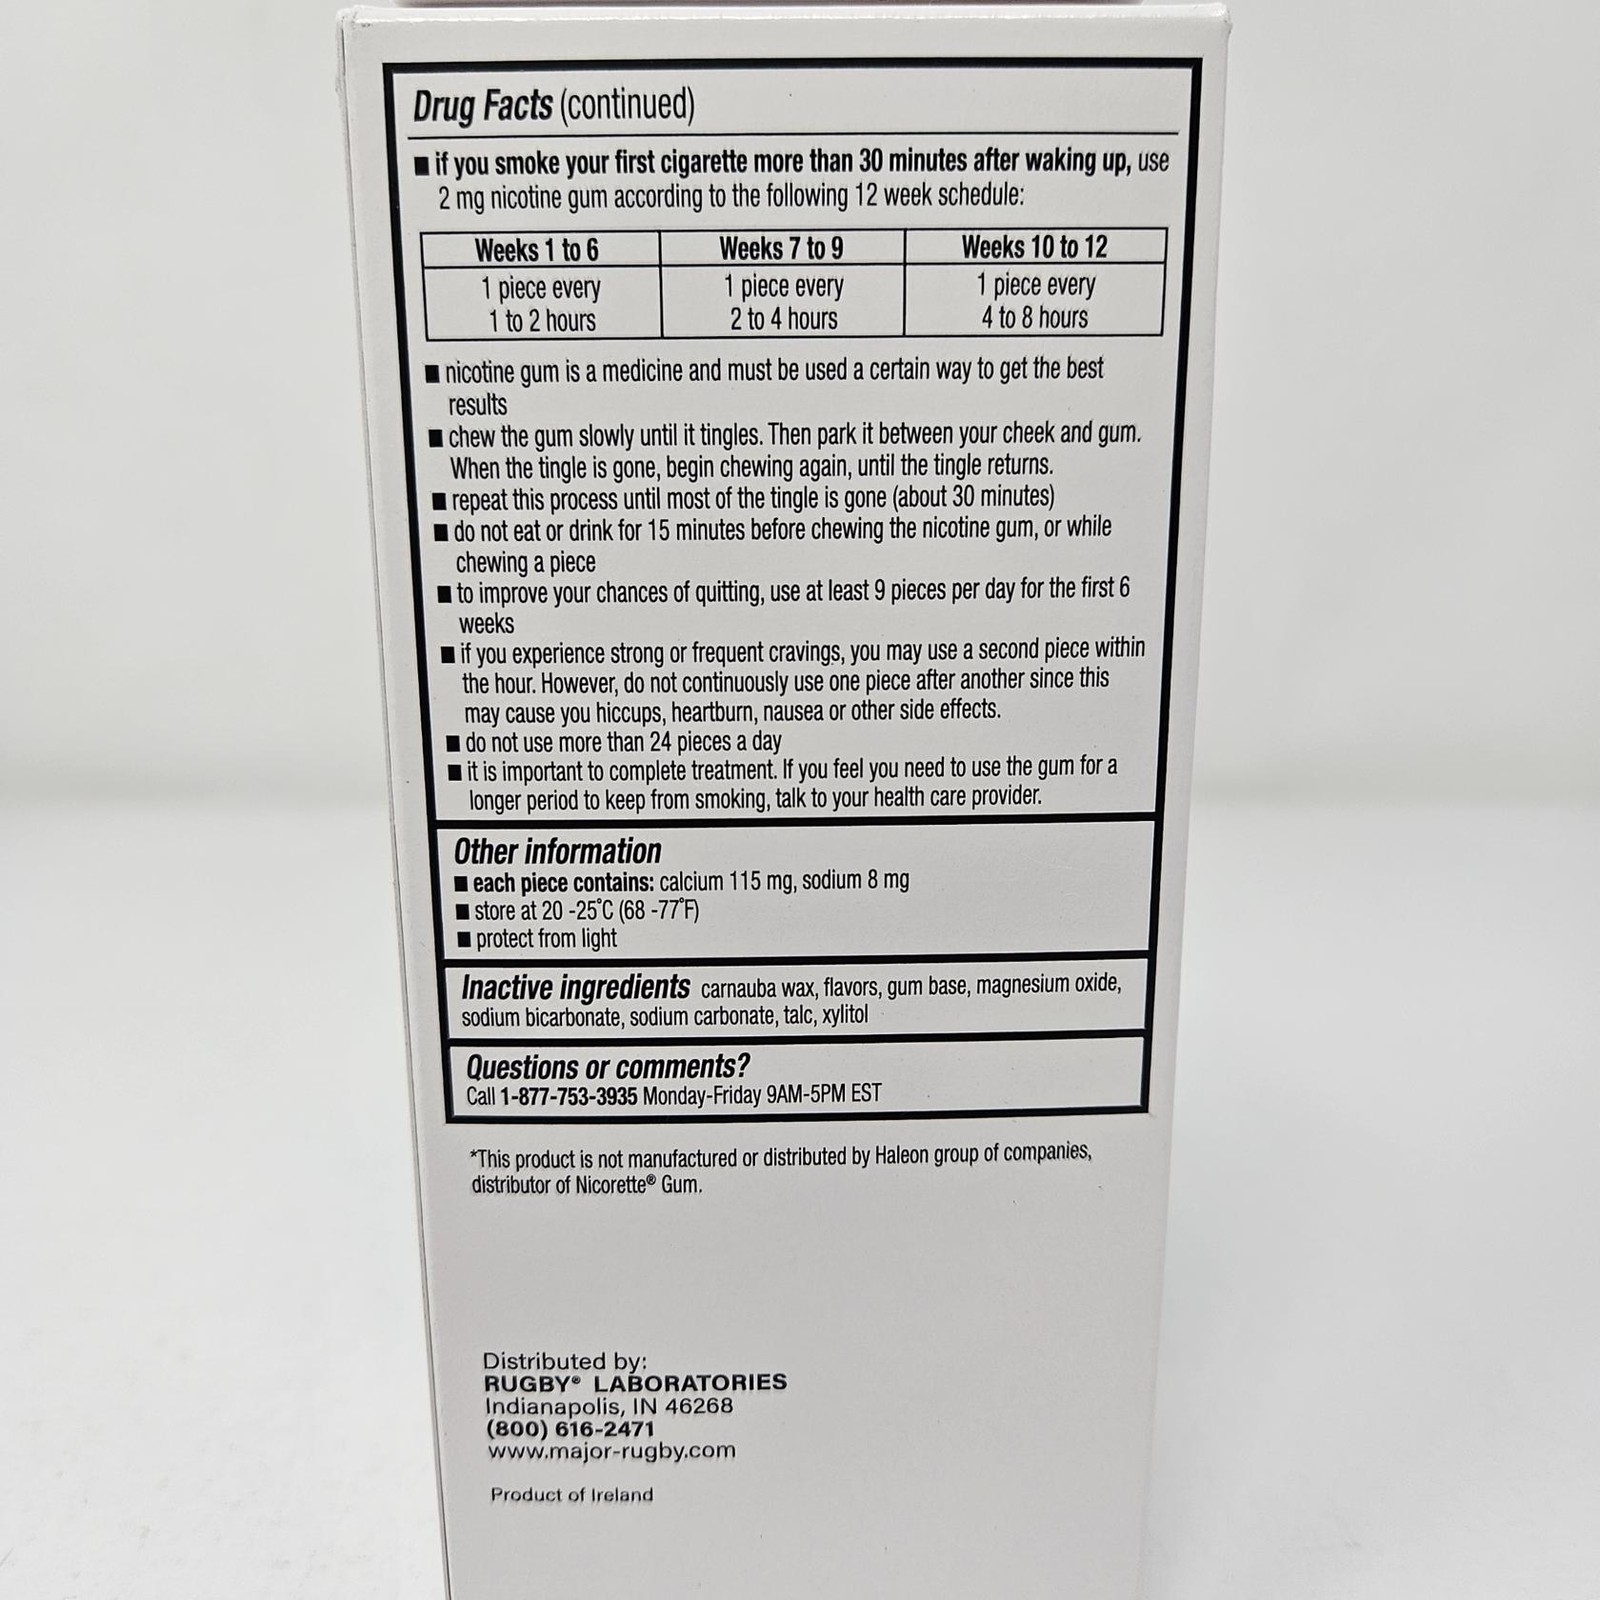 Drug Facts (continued)
■ if you smoke your first cigarette more than 30 minutes after waking up, use
2 mg nicotine gum according to the following 12 week schedule:
Weeks 1 to 6 Weeks 7 to 9 Weeks 10 to 12
1 piece every 1 piece every 1 piece every
1 to 2 hours 2 to 4 hours 4 to 8 hours
■ nicotine gum is a medicine and must be used a certain way to get the best
results
■ chew the gum slowly until it tingles. Then park it between your cheek and gum.
When the tingle is gone, begin chewing again, until the tingle returns.
■ repeat this process until most of the tingle is gone (about 30 minutes)
■ do not eat or drink for 15 minutes before chewing the nicotine gum, or while
chewing a piece
■ to improve your chances of quitting, use at least 9 pieces per day for the first 6
weeks
■ if you experience strong or frequent cravings, you may use a second piece within
the hour. However, do not continuously use one piece after another since this
may cause you hiccups, heartburn, nausea or other side effects.
■ do not use more than 24 pieces a day
■ it is important to complete treatment. If you feel you need to use the gum for a
longer period to keep from smoking, talk to your health care provider.
Other information
■ each piece contains: calcium 115 mg, sodium 8 mg
■ store at 20 -25°C (68 -77°F)
■ protect from light
Inactive ingredients carnauba wax, flavors, gum base, magnesium oxide,
sodium bicarbonate, sodium carbonate, talc, xylitol
Questions or comments?
Call 1-877-753-3935 Monday-Friday 9AM-5PM EST
*This product is not manufactured or distributed by Haleon group of companies,
distributor of Nicorette® Gum.
Distributed by:
RUGBY® LABORATORIES
Indianapolis, IN 46268
(800) 616-2471
www.major-rugby.com
Product of Ireland